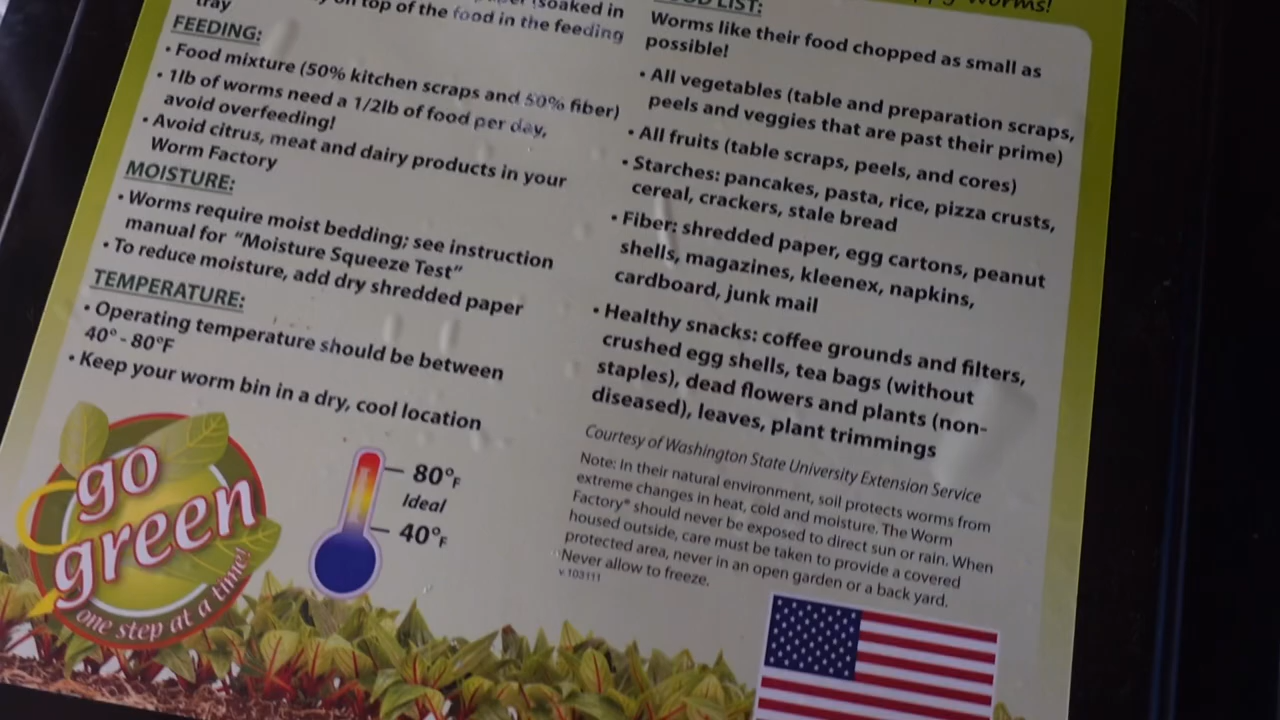 (soaked in
on top of the food in the feeding
tray
FEEDING:
• Food mixture (50% kitchen scraps and 50% fiber)
• 1lb of worms need a 1/2lb of food per day,
avoid overfeeding!
• Avoid citrus, meat and dairy products in your
Worm Factory
MOISTURE:
• Worms require moist bedding; see instruction
manual for "Moisture Squeeze Test"
• To reduce moisture, add dry shredded paper
TEMPERATURE:
• Operating temperature should be between
40° - 80°F
• Keep your worm bin in a dry, cool location
go
green
one step at a time!
80°F
Ideal
40°F
worms!
LIST:
Worms like their food chopped as small as
possible!
• All vegetables (table and preparation scraps,
peels and veggies that are past their prime)
• All fruits (table scraps, peels, and cores)
• Starches: pancakes, pasta, rice, pizza crusts,
cereal, crackers, stale bread
• Fiber: shredded paper, egg cartons, peanut
shells, magazines, kleenex, napkins,
cardboard, junk mail
• Healthy snacks: coffee grounds and filters,
crushed egg shells, tea bags (without
staples), dead flowers and plants (non-
diseased), leaves, plant trimmings
Courtesy of Washington State University Extension Service
Note: In their natural environment, soil protects worms from
extreme changes in heat, cold and moisture. The Worm
Factory® should never be exposed to direct sun or rain. When
housed outside, care must be taken to provide a covered
protected area, never in an open garden or a back yard.
Never allow to freeze.
v.103111